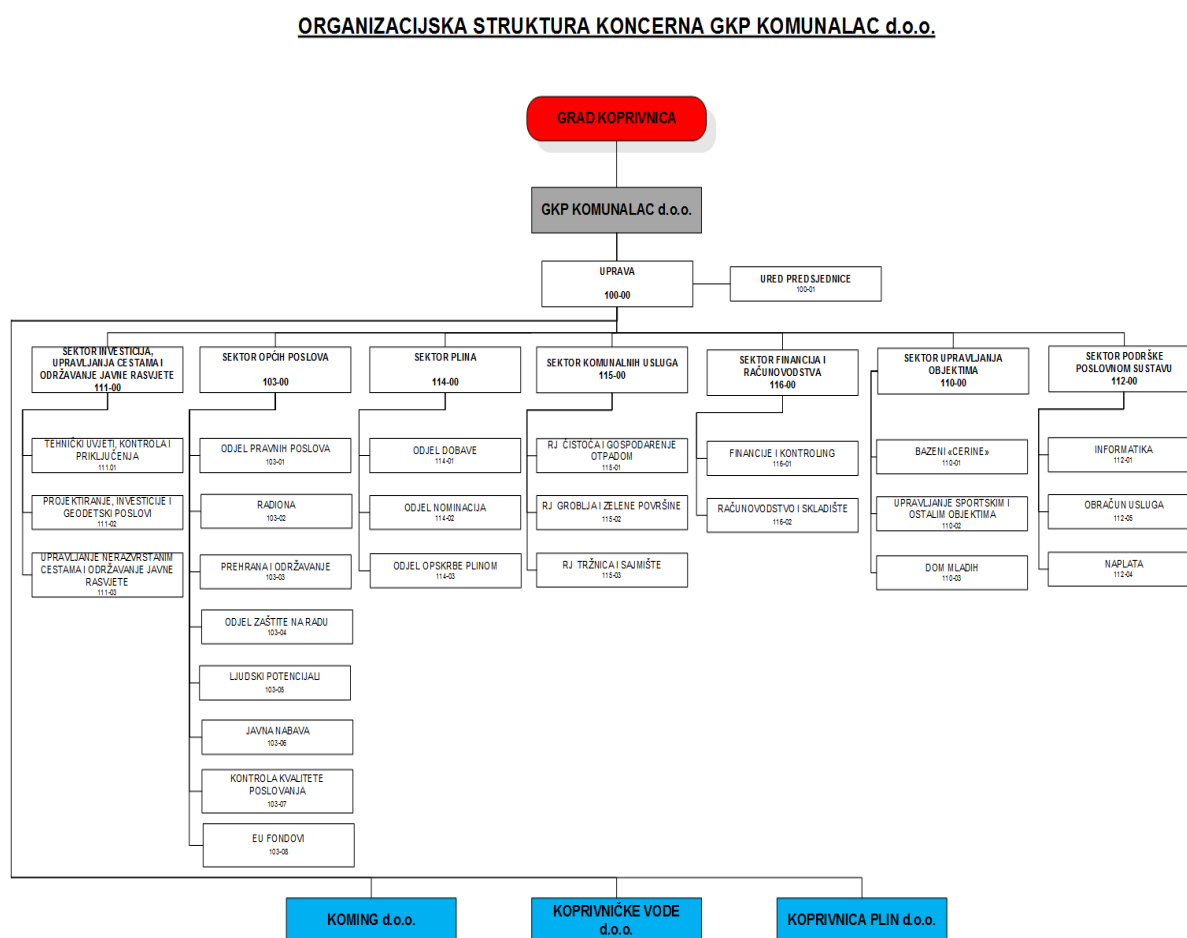 ORGANIZACIJSKA STRUKTURA KONCERNA GKP KOMUNALAC d.o.o.
GRAD KOPRIVNICA
GKP KOMUNALAC d.o.o.
UPRAVA
100-00
URED PREDSJEDNICE
100-01
SEKTOR INVESTICIJA,
UPRAVLJANJA CESTAMA I
ODRŽAVANJE JAVNE RASVJETE
111-00
TEHNIČKI UVJETI, KONTROLA I
PRIKLJUČENJA
111.01
PROJEKTIRANJE, INVESTICIJE I
GEODETSKI POSLOVI
111-02
UPRAVLJANJE NERAZVRSTANIM
CESTAMA I ODRŽAVANJE JAVNE
RASVJETE
111-03
SEKTOR OPĆIH POSLOVA
103-00
ODJEL PRAVNIH POSLOVA
103-01
RADIONA
103-02
PREHRANA I ODRŽAVANJE
103-03
ODJEL ZAŠTITE NA RADU
103-04
LJUDSKI POTENCIJALI
103-05
JAVNA NABAVA
103-06
KONTROLA KVALITETE
POSLOVANJA
103-07
EU FONDOVI
103-08
SEKTOR PLINA
114-00
ODJEL DOBAVE
114-01
ODJEL NOMINACIJA
114-02
ODJEL OPSKRBE PLINOM
114-03
SEKTOR KOMUNALNIH USLUGA
115-00
RJ ČISTOĆA I GOSPODARENJE
OTPADOM
115-01
RJ GROBLJA I ZELENE POVRŠINE
115-02
RJ TRŽNICA I SAJMIŠTE
115-03
SEKTOR FINANCIJA I
RAČUNOVODSTVA
116-00
FINANCIJE I KONTROLING
116-01
RAČUNOVODSTVO I SKLADIŠTE
116-02
SEKTOR UPRAVLJANJA
OBJEKTIMA
110-00
BAZENI «CERINE»
110-01
UPRAVLJANJE SPORTSKIM I
OSTALIM OBJEKTIMA
110-02
DOM MLADIH
110-03
SEKTOR PODRŠKE
POSLOVNOM SUSTAVU
112-00
INFORMATIKA
112-01
OBRAČUN USLUGA
112-05
NAPLATA
112-04
KOMING d.o.o.
KOPRIVNIČKE VODE
d.o.o.
KOPRIVNICA PLIN d.o.o.